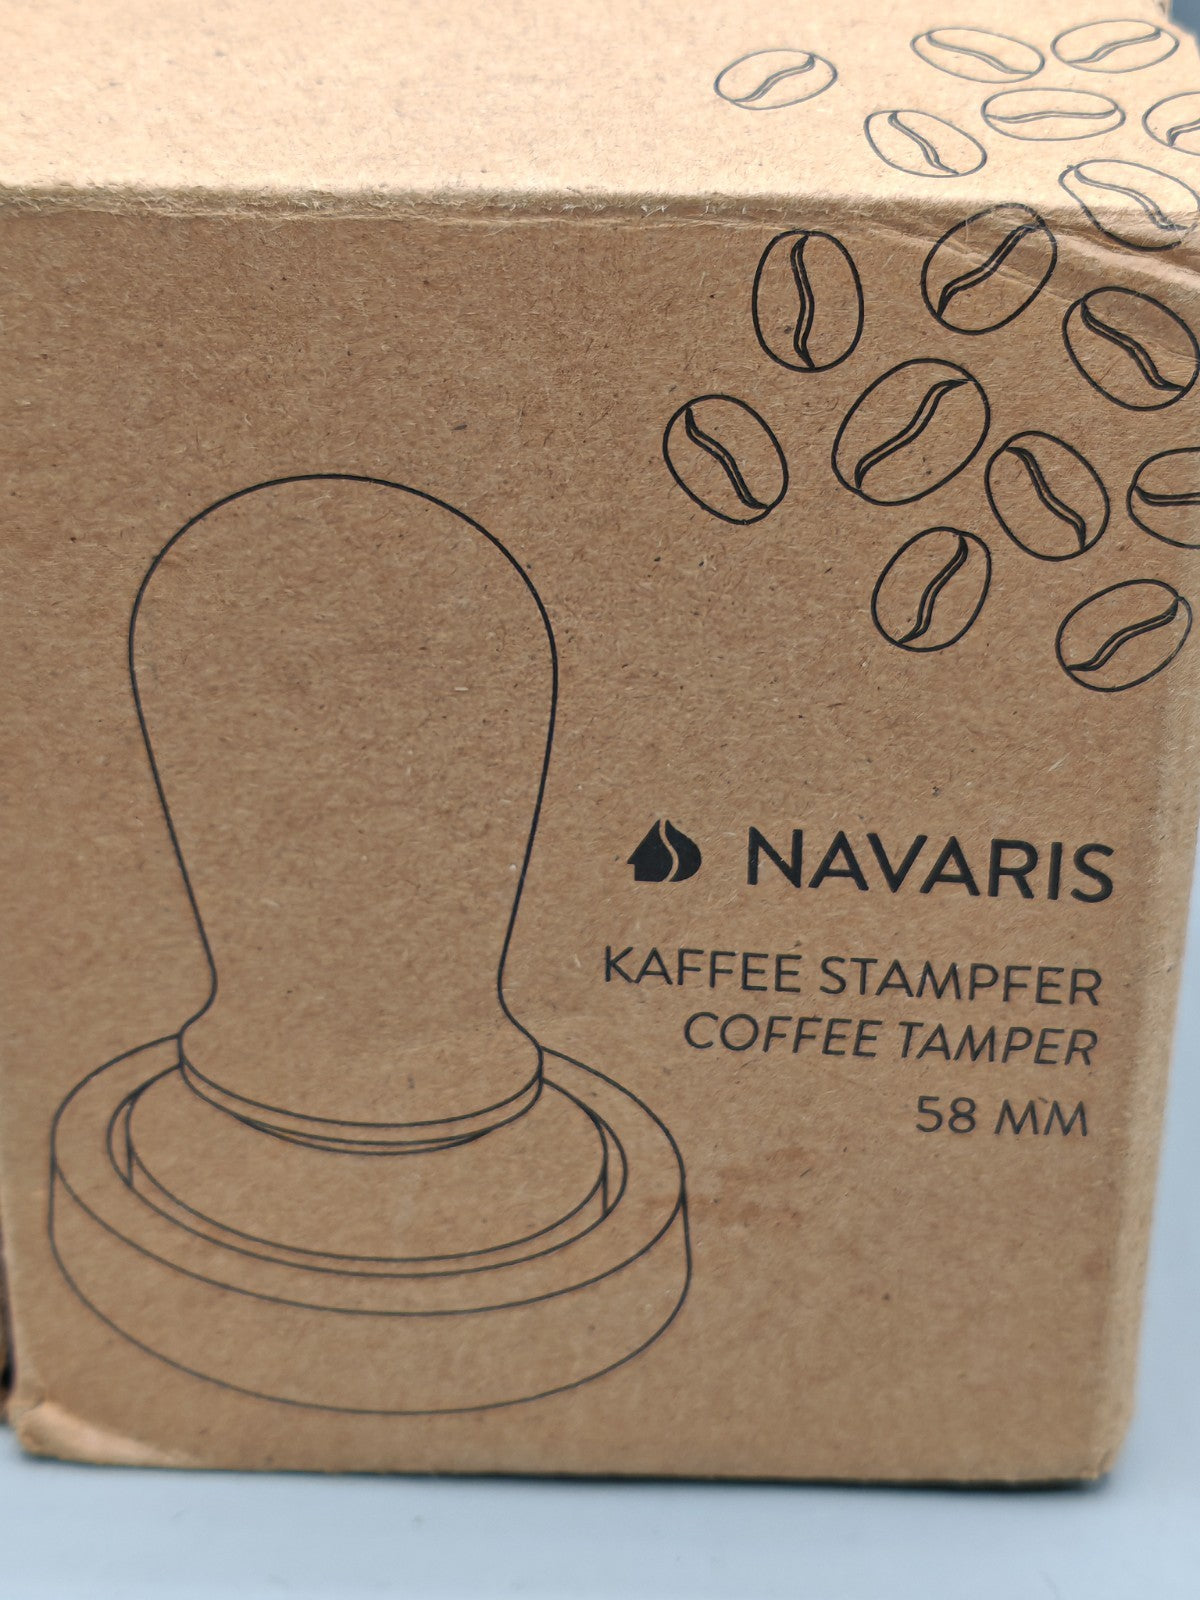 NAVARIS
KAFFEE STAMPFER
COFFEE TAMPER
58 MM